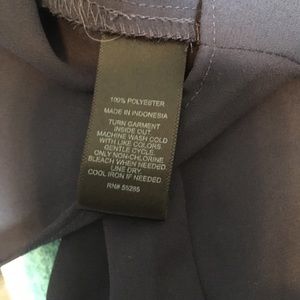 100% POLYESTER
MADE IN INDONESIA
TURN GARMENT
INSIDE OUT
MACHINE WASH COLD
WITH LIKE COLORS
GENTLE CYCLE.
ONLY NON-CHLORINE
BLEACH WHEN NEEDED.
LINE DRY
COOL IRON IF NEEDED
RN# 55285